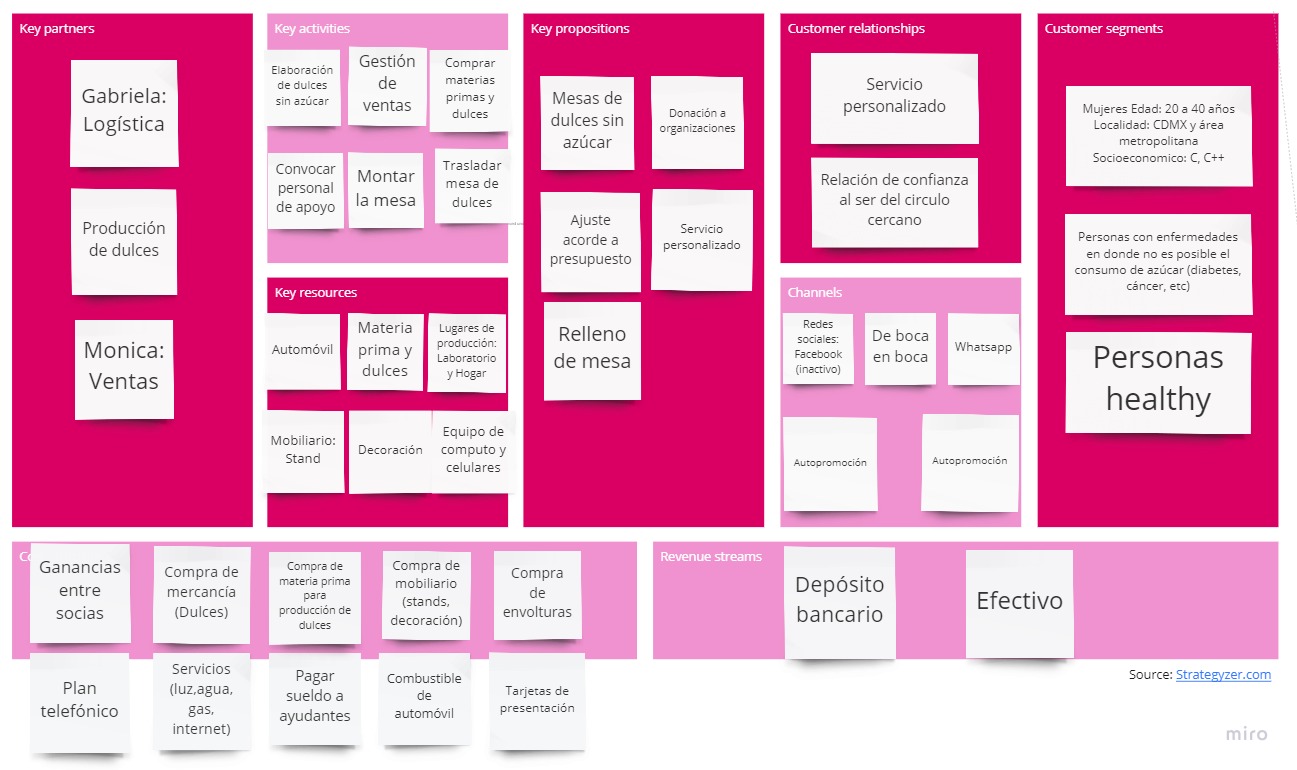 Key partners
Gabriela:
Logística
Producción
de dulces
Monica:
Ventas
Key activities
Elaboración
de dulces
sin azúcar
Gestión
de
ventas
Comprar
materias
primas y
dulces
Convocar
personal
de apoyo
Montar
la mesa
Trasladar
mesa de
dulces
Key resources
Automóvil
Materia
prima y
dulces
Lugares de
producción:
Laboratorio
y Hogar
Mobiliario:
Stand
Decoración
Equipo de
computo y
celulares
Key propositions
Mesas de
dulces sin
azúcar
Donación a
organizaciones
Ajuste
acorde a
presupuesto
Servicio
personalizado
Relleno
de mesa
Customer relationships
Servicio
personalizado
Relación de confianza
al ser del circulo
cercano
Channels
Redes
sociales:
Facebook
(inactivo)
De boca
en boca
Whatsapp
Autopromoción
Autopromoción
Customer segments
Mujeres Edad: 20 a 40 años
Localidad: CDMX y área
metropolitana
Socioeconomico: C, C++
Personas con enfermedades
en donde no es posible el
consumo de azúcar (diabetes,
cáncer, etc)
Personas
healthy
Ganancias
entre
socias
Compra de
mercancía
(Dulces)
Compra de
materia prima
para
producción de
dulces
Compra de
mobiliario
(stands,
decoración)
Compra
de
envolturas
Plan
telefónico
Servicios
(luz,agua,
gas,
internet)
Pagar
sueldo a
ayudantes
Combustible
de
automóvil
Tarjetas de
presentación
Revenue streams
Depósito
bancario
Efectivo
Source: Strategyzer.com
miro